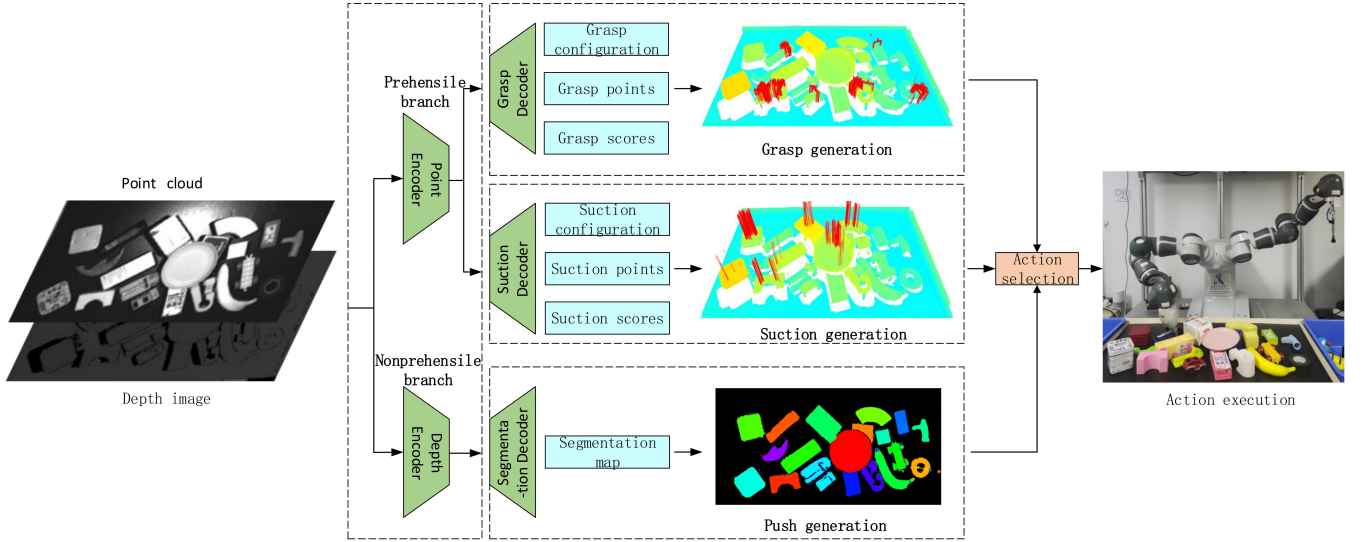 Point cloud
Depth image
Prehensile
branch
Point
Encoder
Nonprehensile
branch
Depth
Encoder
Grasp
Decoder
Grasp
configuration
Grasp points
Grasp scores
Grasp generation
Suction
Decoder
Suction
configuration
Suction points
Suction scores
Suction generation
Segmenta
-tion Decoder
Segmentation
map
Push generation
Action
selection
Action execution